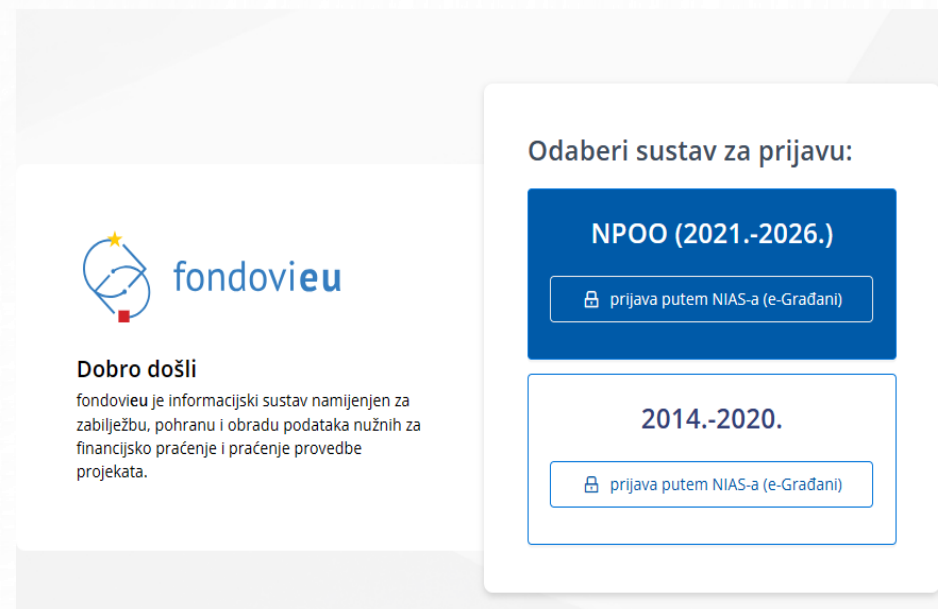 fondovieu
Dobro došli
fondovieu je informacijski sustav namijenjen za
zabilježbu, pohranu i obradu podataka nužnih za
financijsko praćenje i praćenje provedbe
projekata.
Odaberi sustav za prijavu:
NPOO (2021.-2026.)
prijava putem NIAS-a (e-Građani)
2014.-2020.
prijava putem NIAS-a (e-Građani)